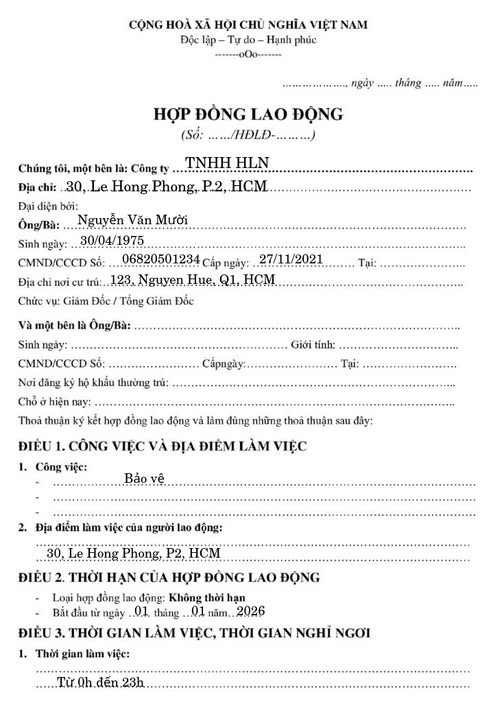 CỘNG HOÀ XÃ HỘI CHỦ NGHĨA VIỆT NAM
Độc lập – Tự do – Hạnh phúc
-------oOo-------
…………………, ngày ….. tháng ….. năm…..
HỢP ĐỒNG LAO ĐỘNG
(Số: ……/HĐLĐ-………)
Chúng tôi, một bên là: Công ty …TNHH HLN……………………………
Địa chỉ: 30, Le Hong Phong, P.2, HCM………………………………
Đại diện bởi:
Ông/Bà: …Nguyễn Văn Mười………………………………
Sinh ngày: …30/04/1975………………………………
CMND/CCCD Số: …06820501234 Cấp ngày: …27/11/2021…… Tại: …………………
Địa chỉ nơi cư trú:…123, Nguyen Hue, Q1, HCM………………………………
Chức vụ: Giám Đốc / Tổng Giám Đốc
Và một bên là Ông/Bà: ………………………………………………………………
Sinh ngày: ……………………………………… Giới tính: …………………………
CMND/CCCD Số: …………………… Cấpngày:…………………… Tại: …………………
Nơi đăng ký hộ khẩu thường trú: ………………………………………………………
Chỗ ở hiện nay: ………………………………………………………………………
Thoả thuận ký kết hợp đồng lao động và làm đúng những thoả thuận sau đây:
ĐIỀU 1. CÔNG VIỆC VÀ ĐỊA ĐIỂM LÀM VIỆC
1. Công việc:
- ……………Bảo vệ………………………………
- ………………………………………………………………
- ………………………………………………………………
2. Địa điểm làm việc của người lao động:
………………………………………………………………
30, Le Hong Phong, P2, HCM………………………………
ĐIỀU 2. THỜI HẠN CỦA HỢP ĐỒNG LAO ĐỘNG
- Loại hợp đồng lao động: Không thời hạn
- Bắt đầu từ ngày …01… tháng …01 năm…2026
ĐIỀU 3. THỜI GIAN LÀM VIỆC, THỜI GIAN NGHỈ NGƠI
1. Thời gian làm việc:
………………………………………………………………
Từ 0h đến 23h………………………………